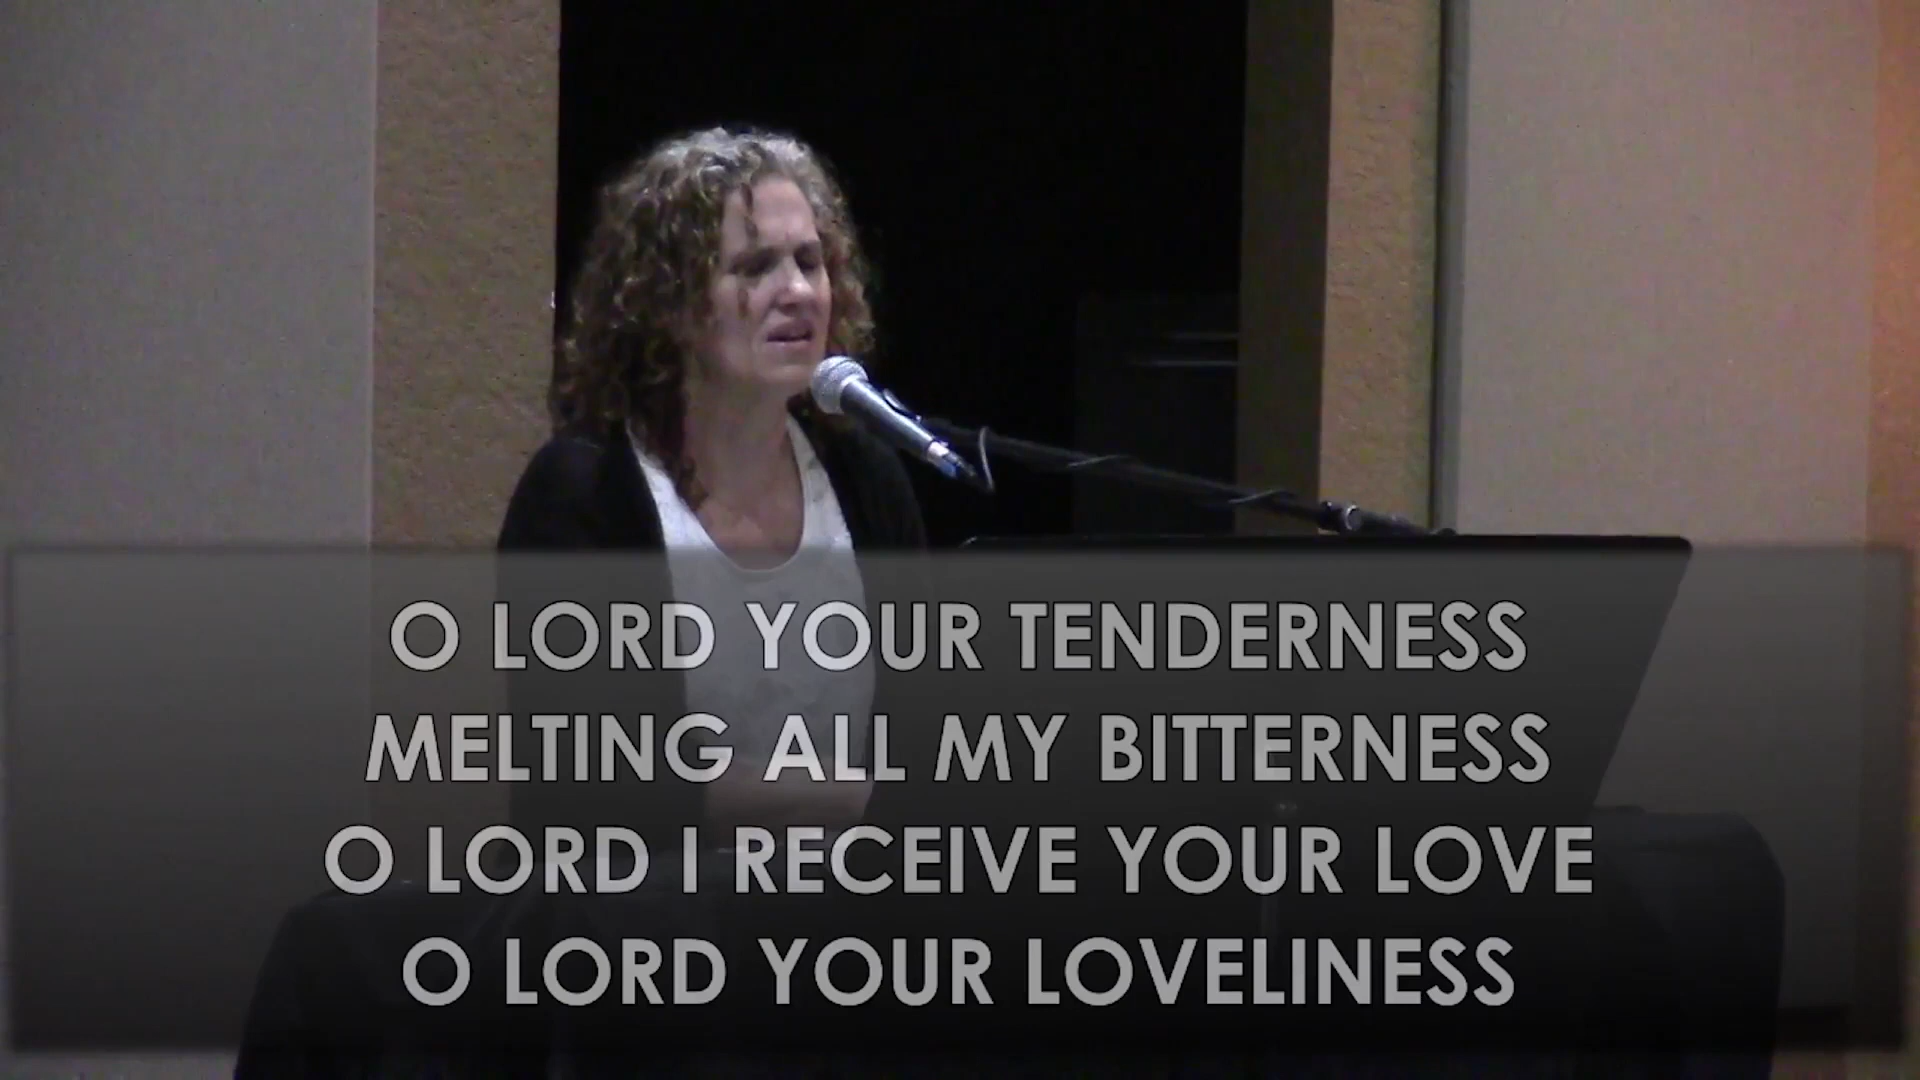 O LORD YOUR TENDERNESS
MELTING ALL MY BITTERNESS
O LORD I RECEIVE YOUR LOVE
O LORD YOUR LOVELINESS